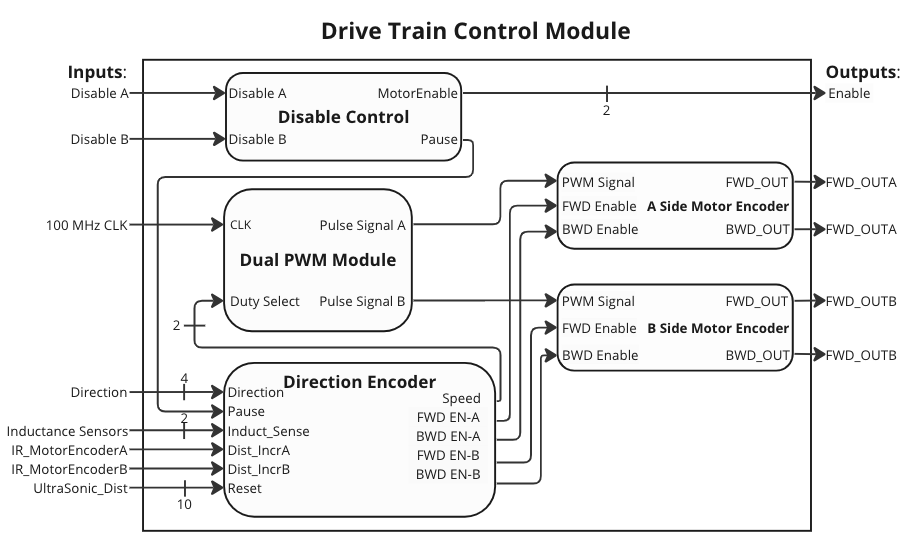 Drive Train Control Module
Inputs:
Outputs:
Disable A
Disable A
MotorEnable
2
Enable
Disable Control
Disable B
Disable B
Pause
PWM Signal
FWD_OUT
FWD_OUTA
FWD Enable
A Side Motor Encoder
BWD Enable
BWD_OUT
FWD_OUTA
100 MHz CLK
CLK
Pulse Signal A
Dual PWM Module
Duty Select
Pulse Signal B
2
PWM Signal
FWD_OUT
FWD_OUTB
FWD Enable
B Side Motor Encoder
BWD Enable
BWD_OUT
FWD_OUTB
Direction Encoder
Direction
4
Direction
Speed
Pause
FWD EN-A
2
Inductance Sensors
Induct_Sense
BWD EN-A
IR_MotorEncoderA
Dist_IncrA
FWD EN-B
IR_MotorEncoderB
Dist_IncrB
BWD EN-B
UltraSonic_Dist
10
Reset